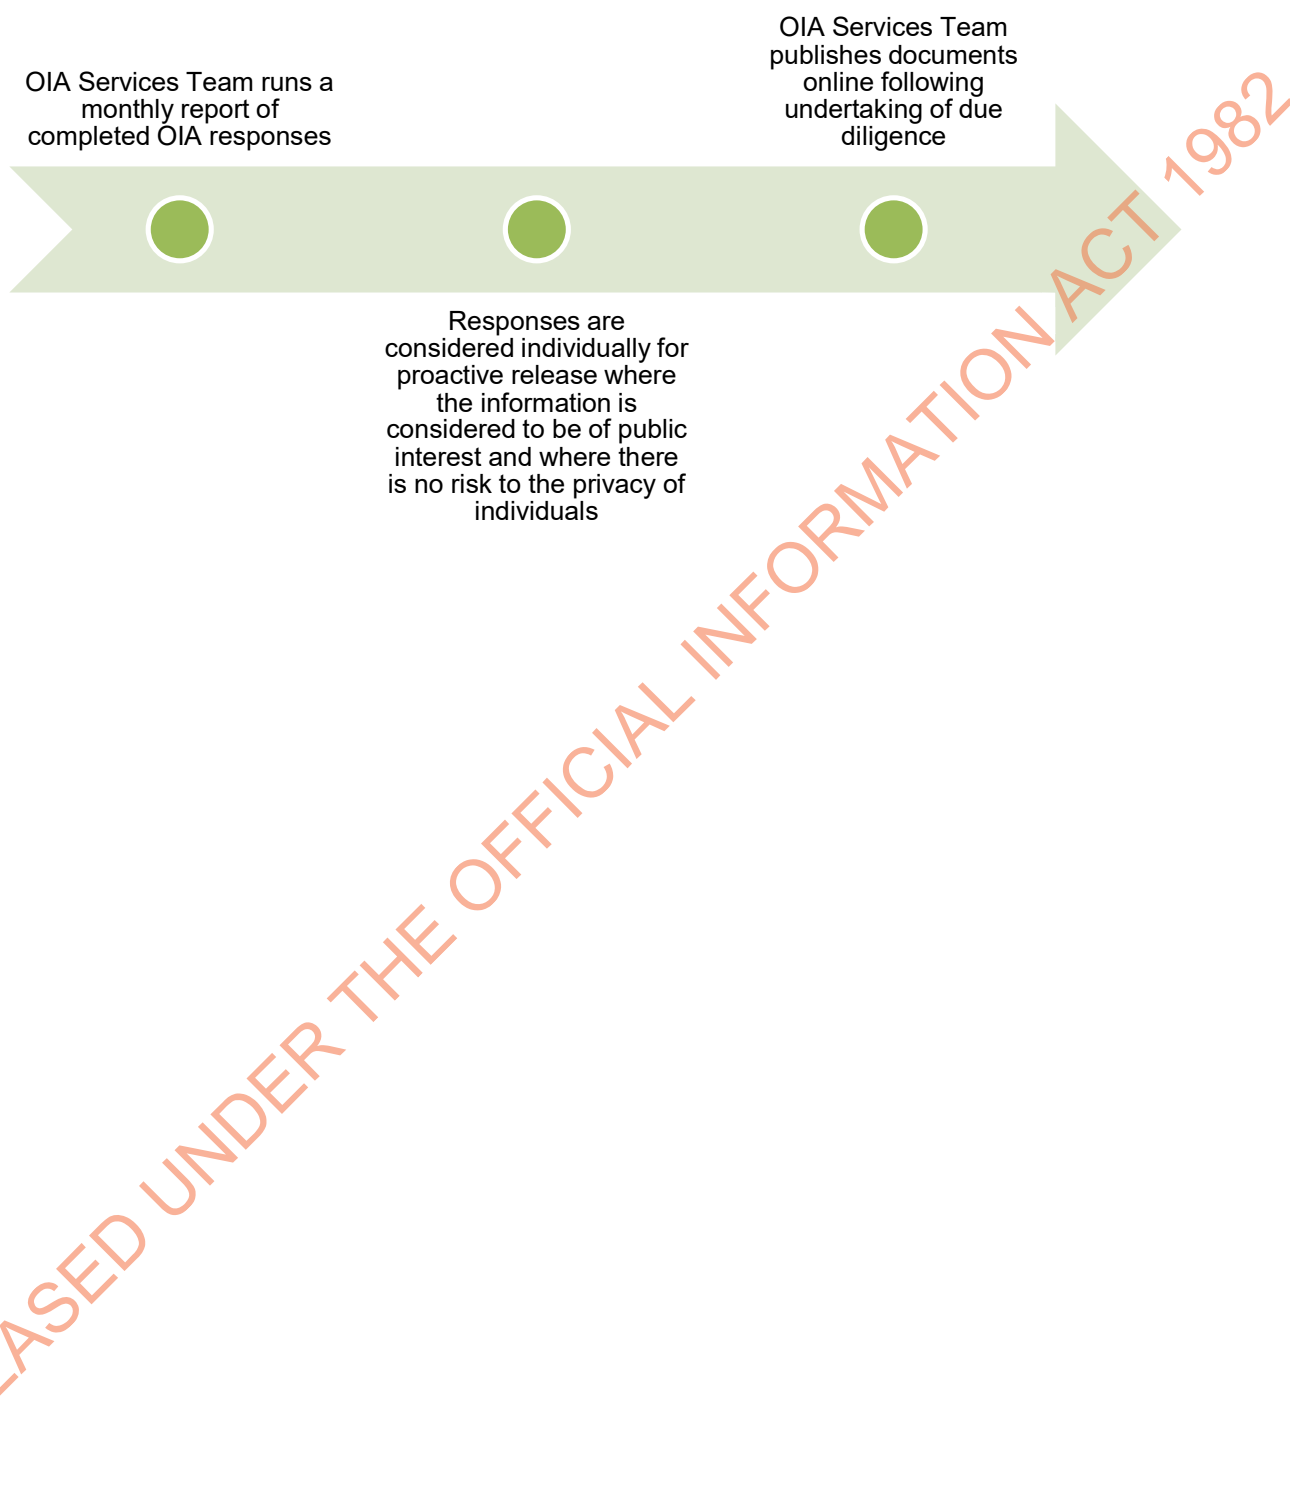 OIA Services Team runs a
monthly report of
completed OIA responses
Responses are
considered individually for
proactive release where
the information is
considered to be of public
interest and where there
is no risk to the privacy of
individuals
OIA Services Team
publishes documents
online following
undertaking of due
diligence
ASED UNDER THE OFFICIAL INFORMATION ACT 1982